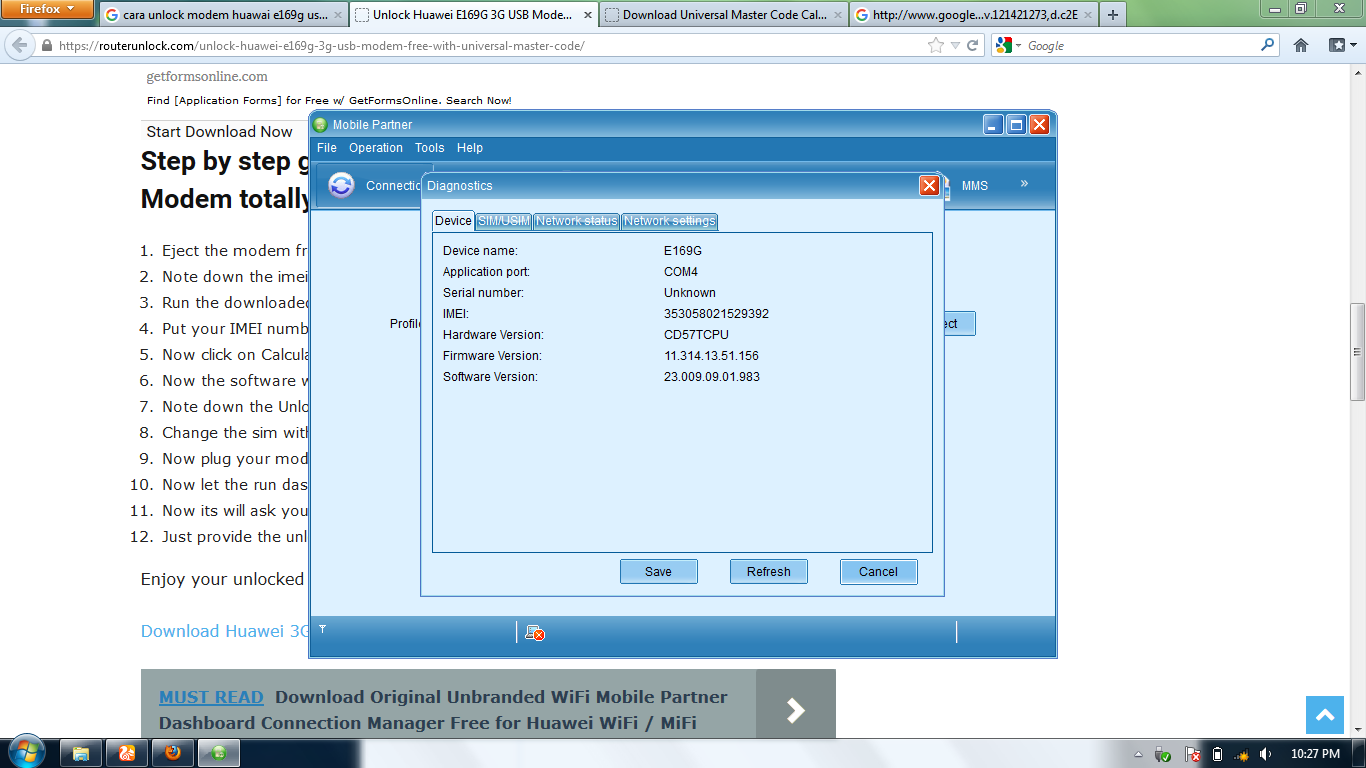 Firefox
cara unlock modem huawai e169g us...
Unlock Huawei E169G 3G USB Mode...
Download Universal Master Code Cal...
http://www.google...v.121421273,d.c2E
https://routerunlock.com/unlock-huawei-e169g-3g-usb-modem-free-with-universal-master-code/
Google
getformsonline.com
Find [Application Forms] for Free w/ GetFormsOnline. Search Now!
Start Download Now
Step by step g
Modem totally
1. Eject the modem fr
2. Note down the imei
3. Run the downloaded
4. Put your IMEI numb
5. Now click on Calcula
6. Now the software w
7. Note down the Unlo
8. Change the sim with
9. Now plug your mod
10. Now let the run das
11. Now its will ask you
12. Just provide the unl
Enjoy your unlocked
Download Huawei 3G
MUST READ Download Original Unbranded WiFi Mobile Partner
Dashboard Connection Manager Free for Huawei WiFi / MiFi
Mobile Partner
File Operation Tools Help
Connectic
MMS
»
Profile
ect
Diagnostics
Device SIM/USIM Network status Network settings
Device name: E169G
Application port: COM4
Serial number: Unknown
IMEI: 353058021529392
Hardware Version: CD57TCPU
Firmware Version: 11.314.13.51.156
Software Version: 23.009.09.01.983
Save Refresh Cancel
10:27 PM